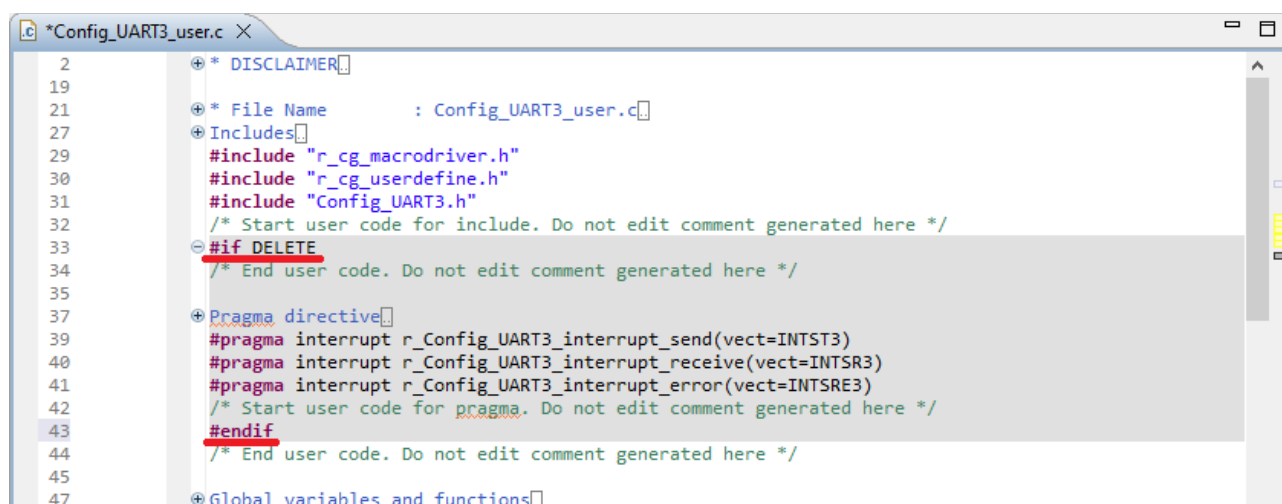 *Config_UART3_user.c
2 * DISCLAIMER
19
21 * File Name : Config_UART3_user.c
27 Includes
29 #include "r_cg_macrodriver.h"
30 #include "r_cg_userdefine.h"
31 #include "Config_UART3.h"
32 /* Start user code for include. Do not edit comment generated here */
33 #if DELETE
34 /* End user code. Do not edit comment generated here */
35
37 Pragma directive
39 #pragma interrupt r_Config_UART3_interrupt_send(vect=INTST3)
40 #pragma interrupt r_Config_UART3_interrupt_receive(vect=INTSR3)
41 #pragma interrupt r_Config_UART3_interrupt_error(vect=INTSRE3)
42 /* Start user code for pragma. Do not edit comment generated here */
43 #endif
44 /* End user code. Do not edit comment generated here */
45
47 Global variables and functions